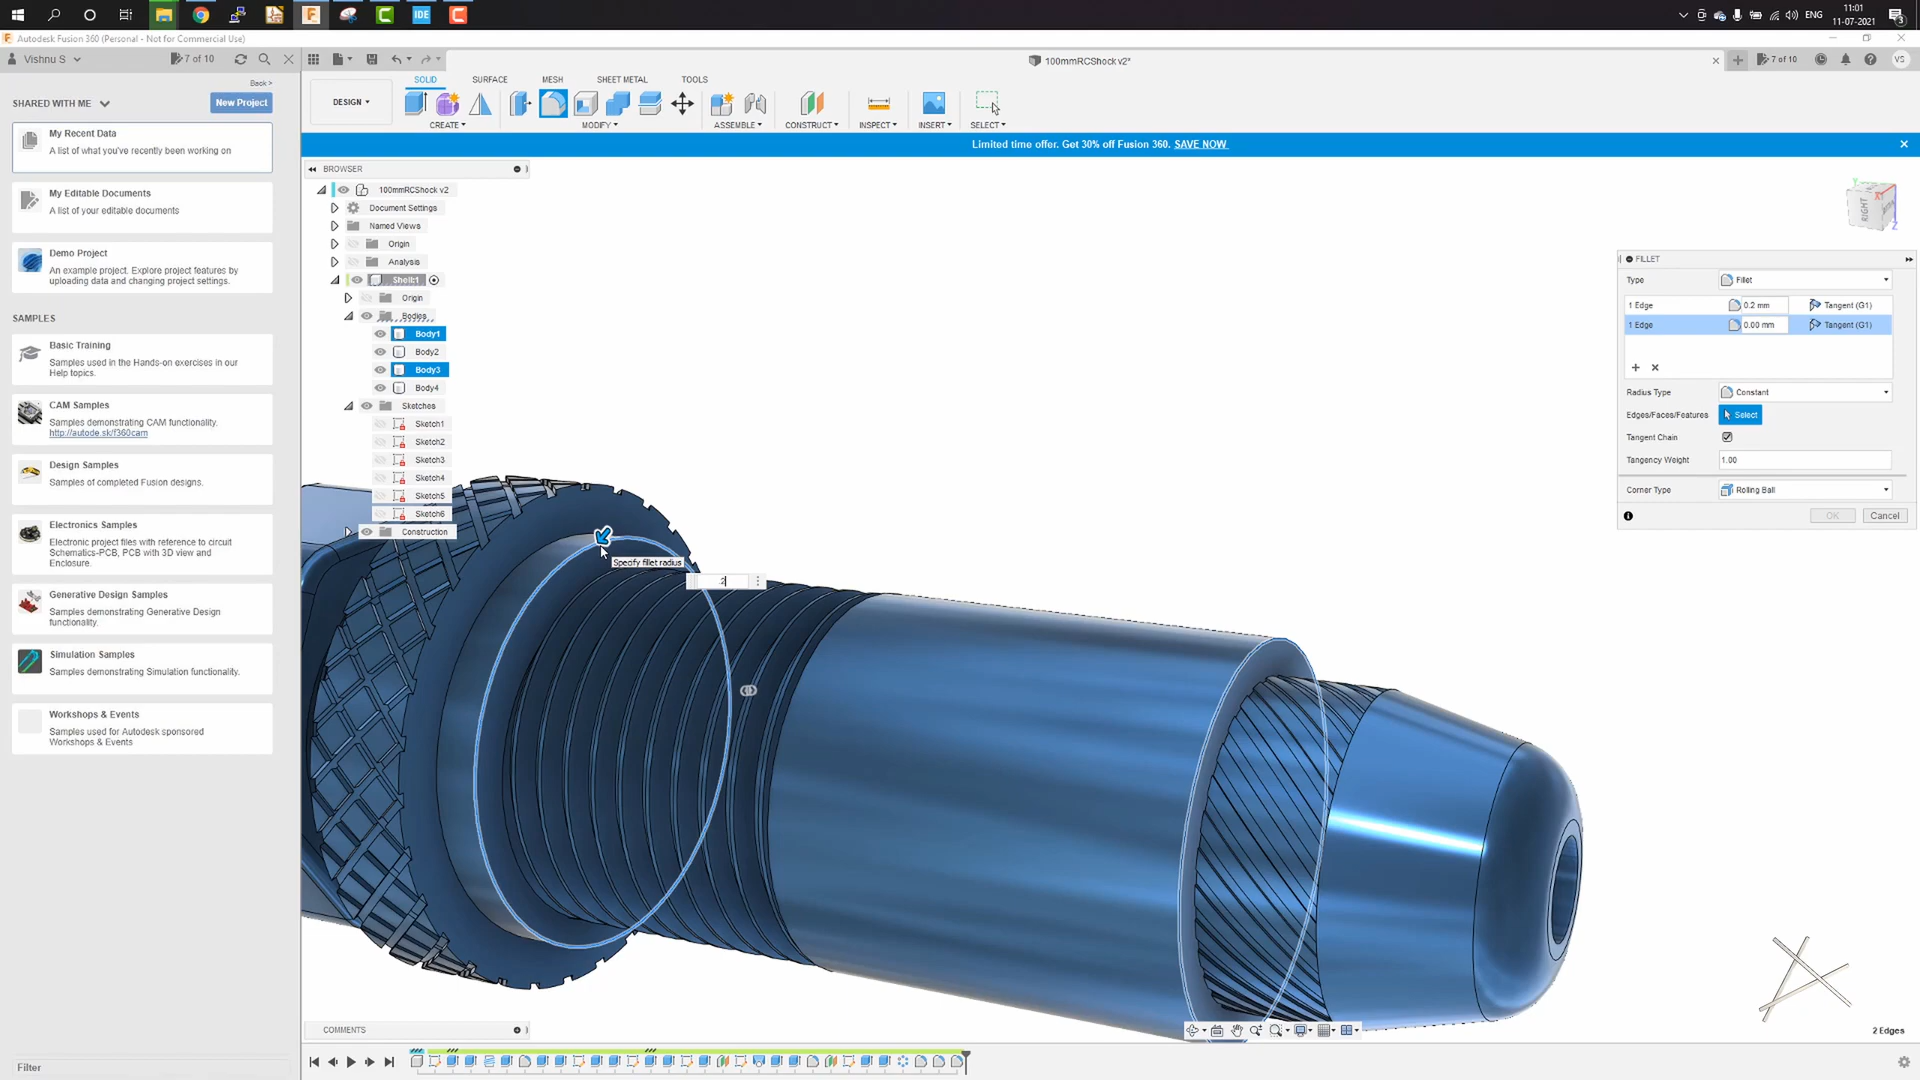 IDE
ENG
11:01
11-07-2021
Autodesk Fusion 360 (Personal - Not for Commercial Use)
Vishnu S
7 of 10
100mmRCShock v2*
7 of 10
VS
Back >
SHARED WITH ME
New Project
My Recent Data
A list of what you've recently been working on
My Editable Documents
A list of your editable documents
Demo Project
An example project. Explore project features by
uploading data and changing project settings.
SAMPLES
Basic Training
Samples used in the Hands-on exercises in our
Help topics.
CAM Samples
Samples demonstrating CAM functionality.
http://autode.sk/f360cam
Design Samples
Samples of completed Fusion designs.
Electronics Samples
Electronic project files with reference to circuit
Schematics-PCB, PCB with 3D view and
Enclosure.
Generative Design Samples
Samples demonstrating Generative Design
functionality.
Simulation Samples
Samples demonstrating Simulation functionality.
Workshops & Events
Samples used for Autodesk sponsored
Workshops & Events
Filter
SOLID
SURFACE
MESH
SHEET METAL
TOOLS
DESIGN
CREATE
MODIFY
ASSEMBLE
CONSTRUCT
INSPECT
INSERT
SELECT
Limited time offer. Get 30% off Fusion 360. SAVE NOW
BROWSER
100mmRCShock v2
Document Settings
Named Views
Origin
Analysis
Shell:1
Origin
Bodies
Body1
Body2
Body3
Body4
Sketches
Sketch1
Sketch2
Sketch3
Sketch4
Sketch5
Sketch6
Construction
Specify fillet radius
.2
RIGHT
Y
X
Z
FILLET
Type
Fillet
1 Edge
0.2 mm
Tangent (G1)
1 Edge
0.00 mm
Tangent (G1)
Radius Type
Constant
Edges/Faces/Features
Select
Tangent Chain
Tangency Weight
1.00
Corner Type
Rolling Ball
OK
Cancel
COMMENTS
2 Edges